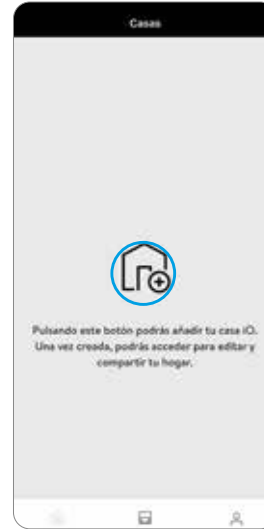 Casas
Pulsando este botón podrás añadir tu casa iO.
Una vez creada, podrás acceder para editar y
compartir tu hogar.